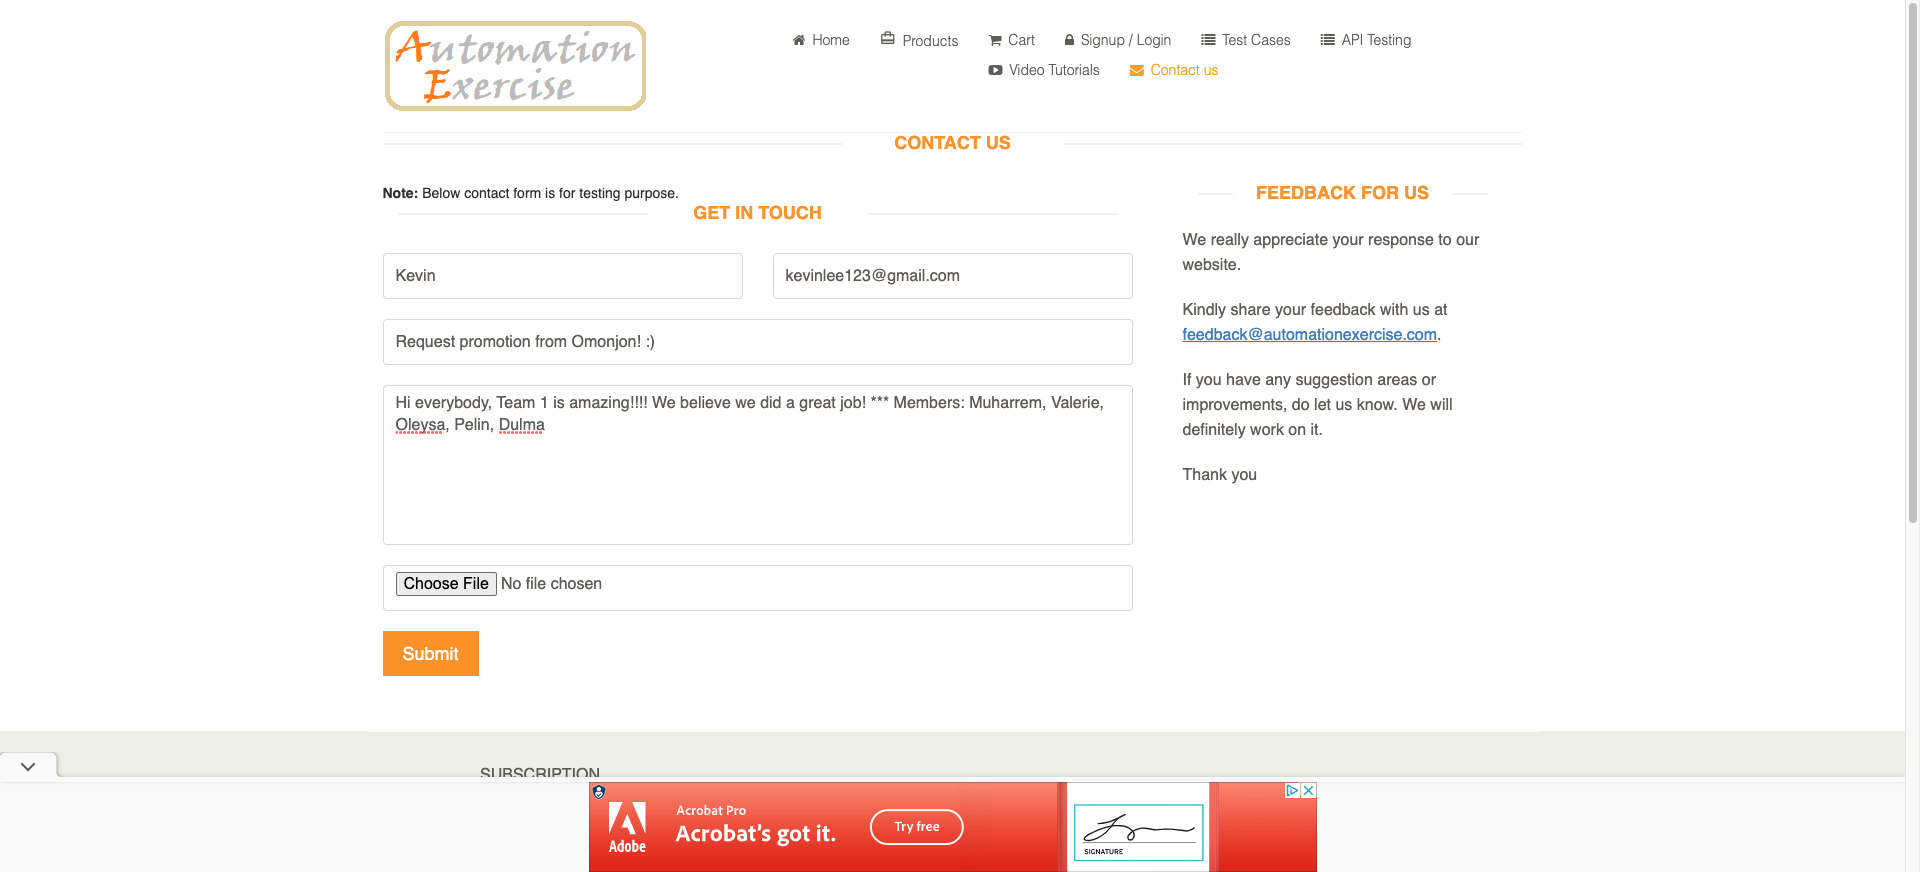 Automation
Exercise
Home
Products
Cart
Signup / Login
Test Cases
API Testing
Video Tutorials
Contact us
CONTACT US
Note: Below contact form is for testing purpose.
GET IN TOUCH
Kevin
kevinlee123@gmail.com
Request promotion from Omonjon! :)
Hi everybody, Team 1 is amazing!!!! We believe we did a great job! *** Members: Muharrem, Valerie,
Oleysa, Pelin, Dulma
Choose File No file chosen
Submit
FEEDBACK FOR US
We really appreciate your response to our
website.
Kindly share your feedback with us at
feedback@automationexercise.com.
If you have any suggestion areas or
improvements, do let us know. We will
definitely work on it.
Thank you
SUBSCRIPTION
Adobe
Acrobat Pro
Acrobat's got it.
Try free
SIGNATURE